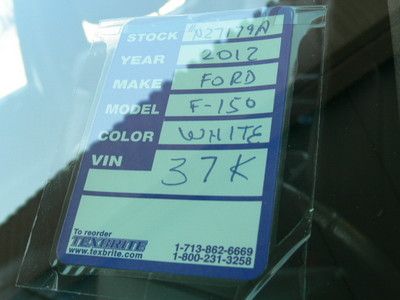 STOCK N27179A
YEAR 2012
MAKE FORD
MODEL F-150
COLOR WHITE
VIN 37K
To reorder
TEXBRITE
www.texbrite.com
1-713-862-6669
1-800-231-3258